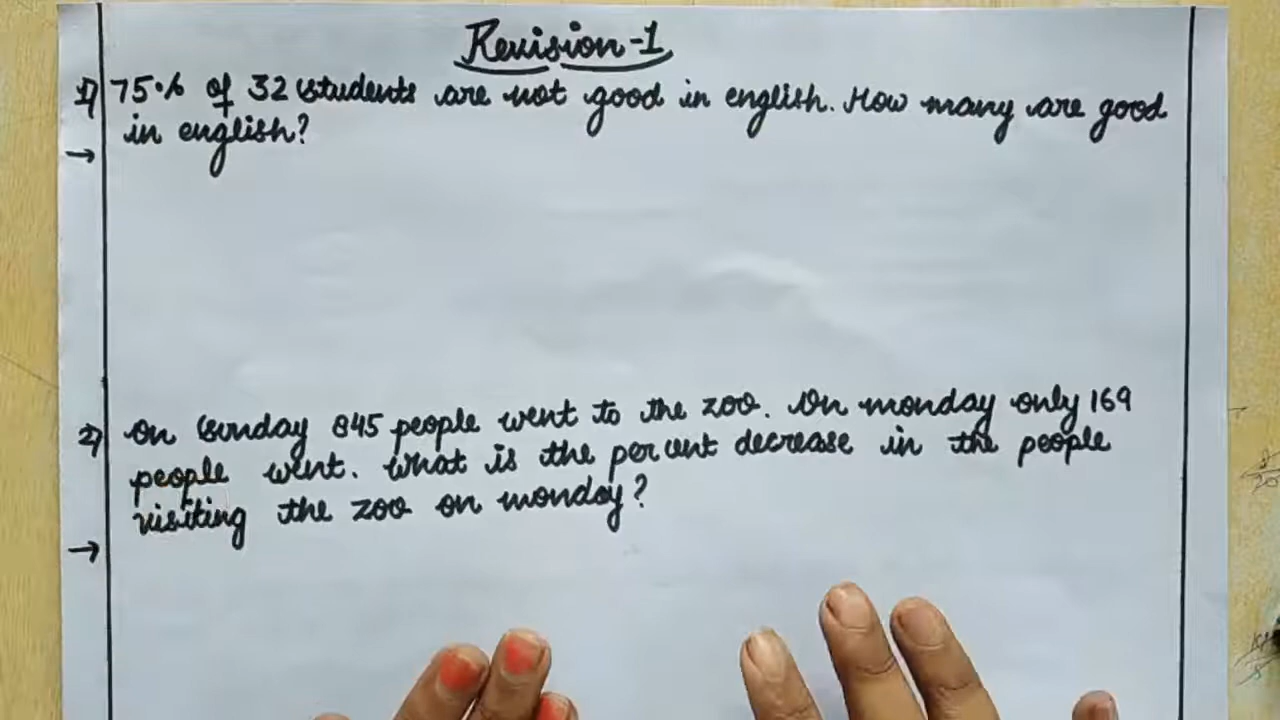 Revision-1
1) 75% of 32 students are not good in english. How many are good
in english?
→
2) On Sunday 845 people went to the zoo. On monday only 169
people went. What is the percent decrease in the people
visiting the zoo on monday?
→